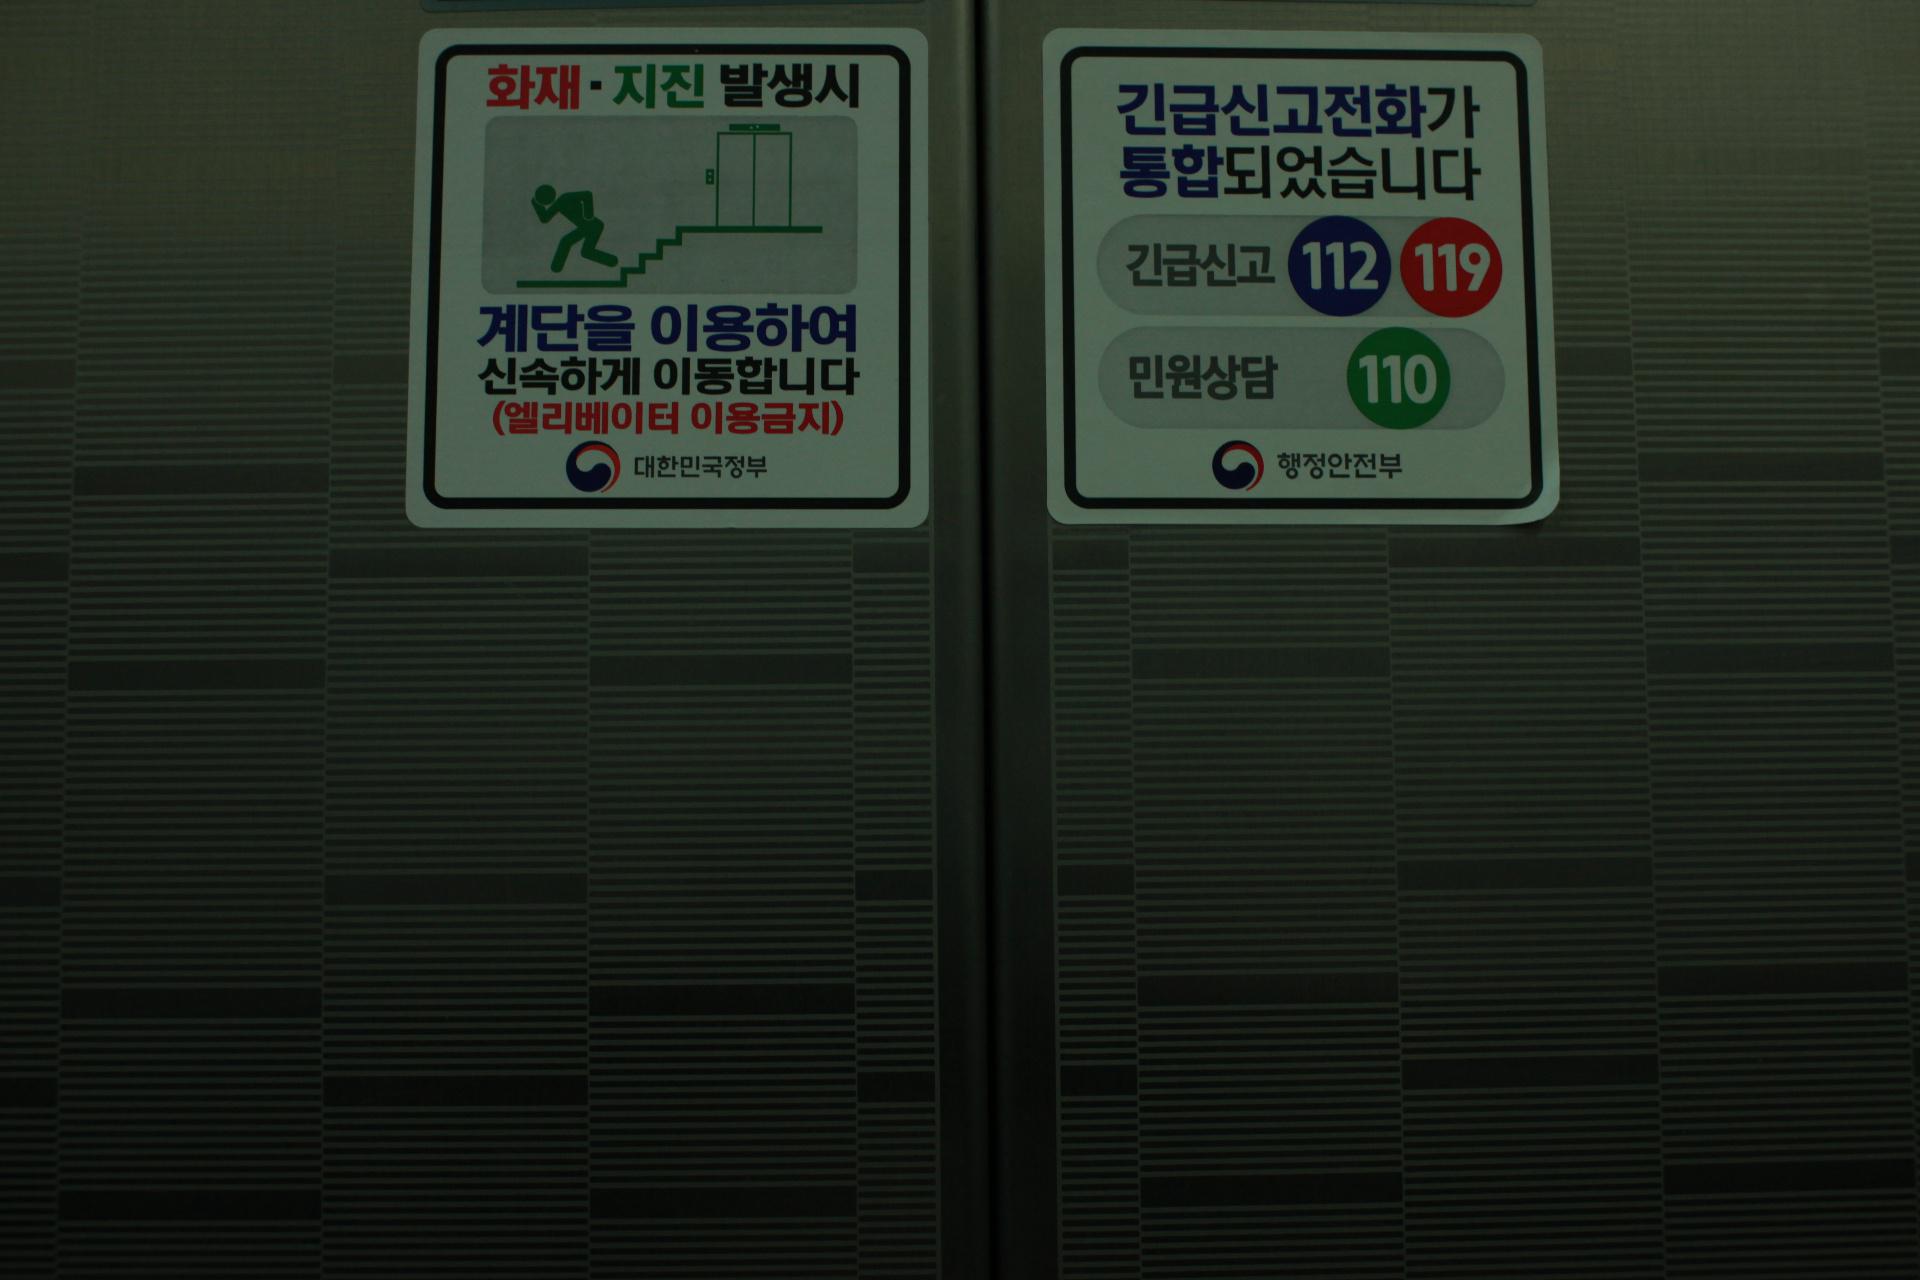 화재·지진 발생시
계단을 이용하여
신속하게 이동합니다
(엘리베이터 이용금지)
대한민국정부
긴급신고전화가
통합되었습니다
긴급신고 112 119
민원상담 110
행정안전부